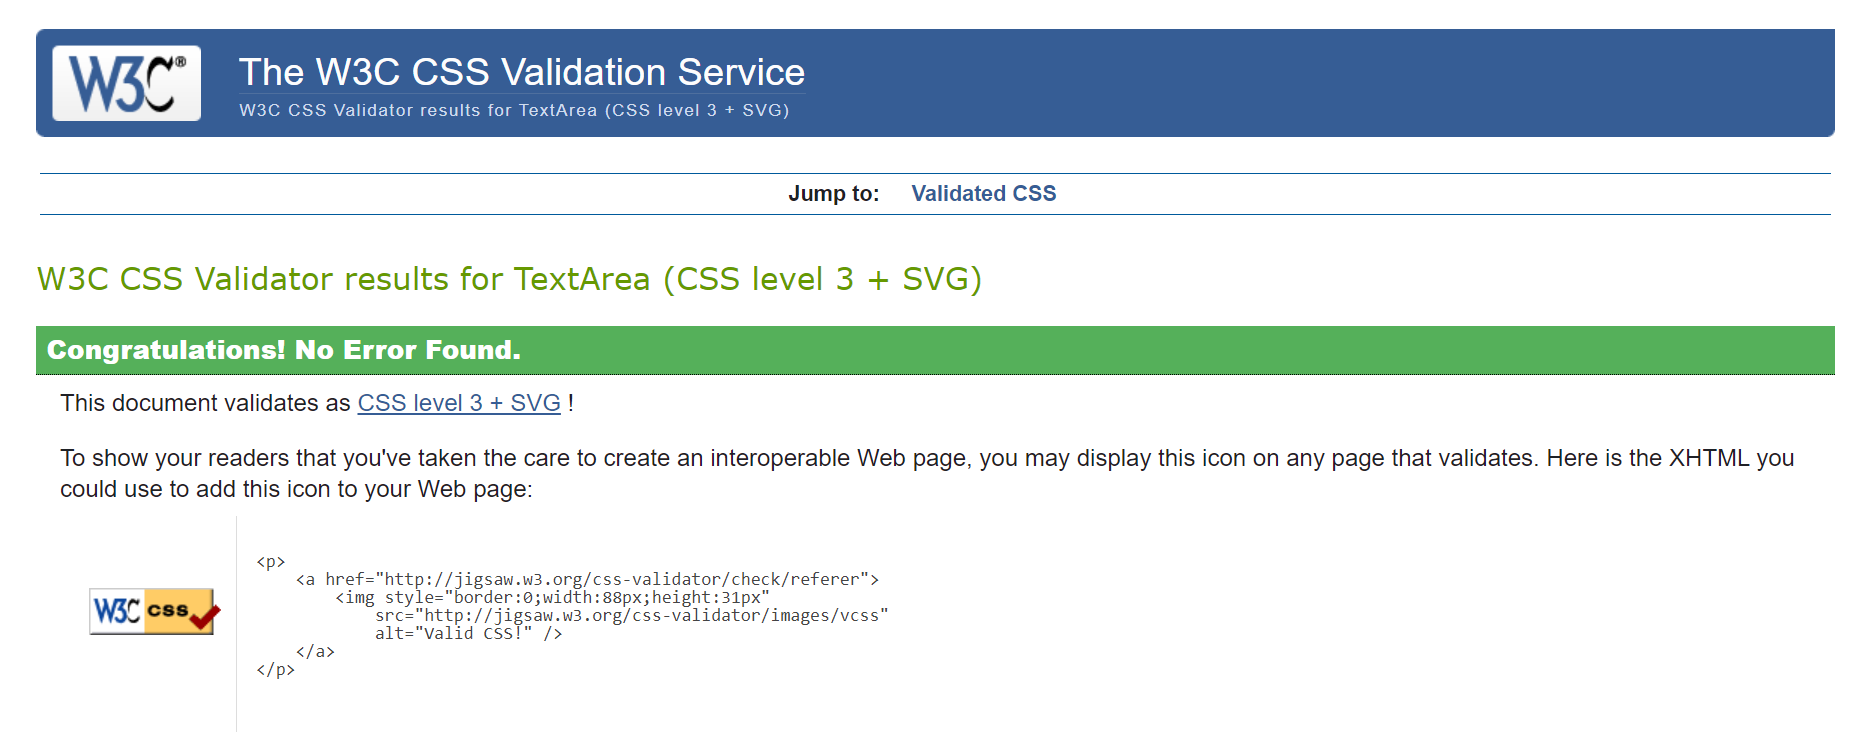 W3C®
The W3C CSS Validation Service
W3C CSS Validator results for TextArea (CSS level 3 + SVG)
Jump to: Validated CSS
W3C CSS Validator results for TextArea (CSS level 3 + SVG)
Congratulations! No Error Found.
This document validates as CSS level 3 + SVG !
To show your readers that you've taken the care to create an interoperable Web page, you may display this icon on any page that validates. Here is the XHTML you
could use to add this icon to your Web page:
W3C css
<p>
    <a href="http://jigsaw.w3.org/css-validator/check/referer">
        <img style="border:0;width:88px;height:31px"
            src="http://jigsaw.w3.org/css-validator/images/vcss"
            alt="Valid CSS!" />
    </a>
</p>